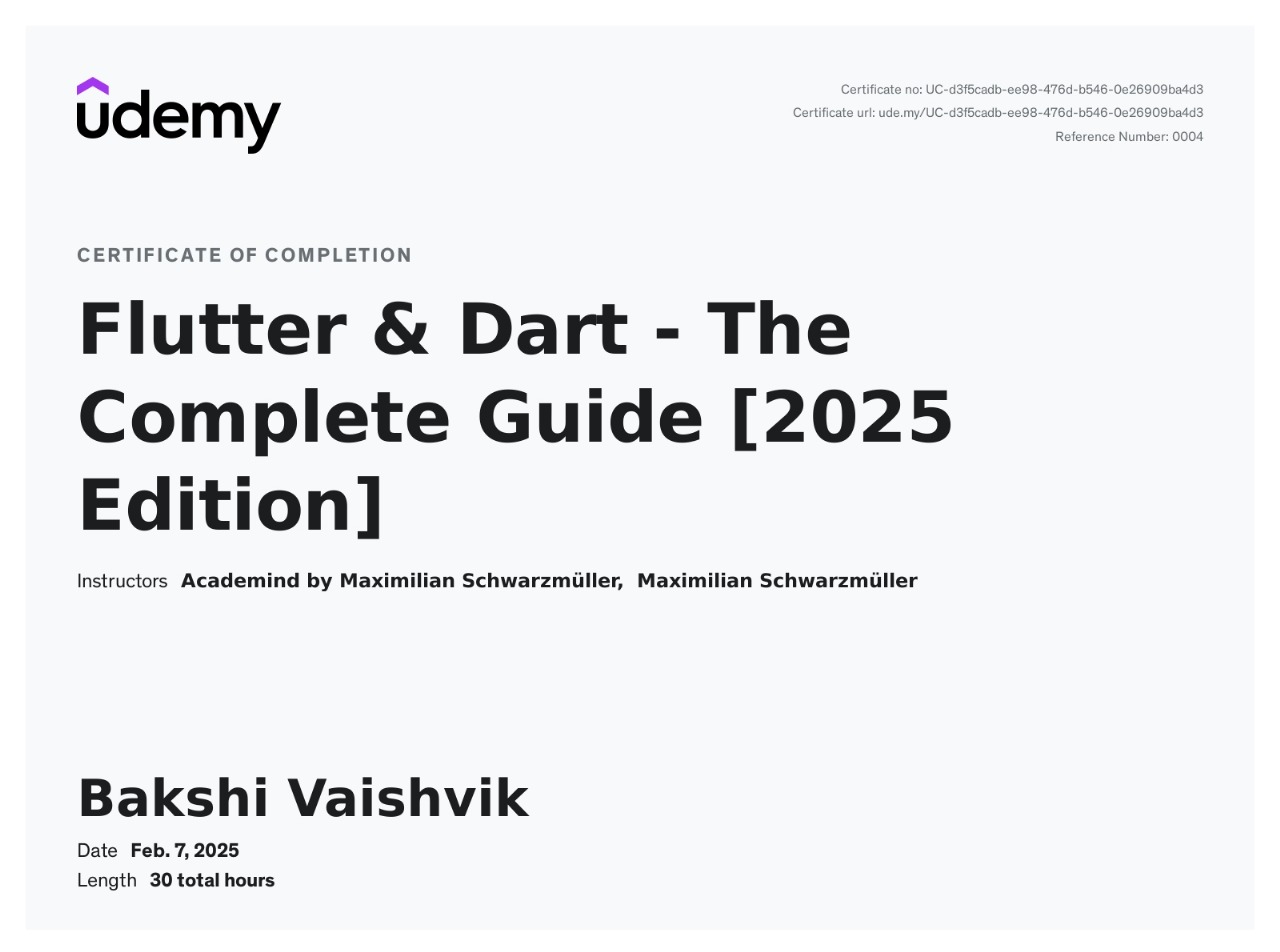 udemy
Certificate no: UC-d3f5cadb-ee98-476d-b546-0e26909ba4d3
Certificate url: ude.my/UC-d3f5cadb-ee98-476d-b546-0e26909ba4d3
Reference Number: 0004
CERTIFICATE OF COMPLETION
Flutter & Dart - The
Complete Guide [2025
Edition]
Instructors Academind by Maximilian Schwarzmüller, Maximilian Schwarzmüller
Bakshi Vaishvik
Date Feb. 7, 2025
Length 30 total hours